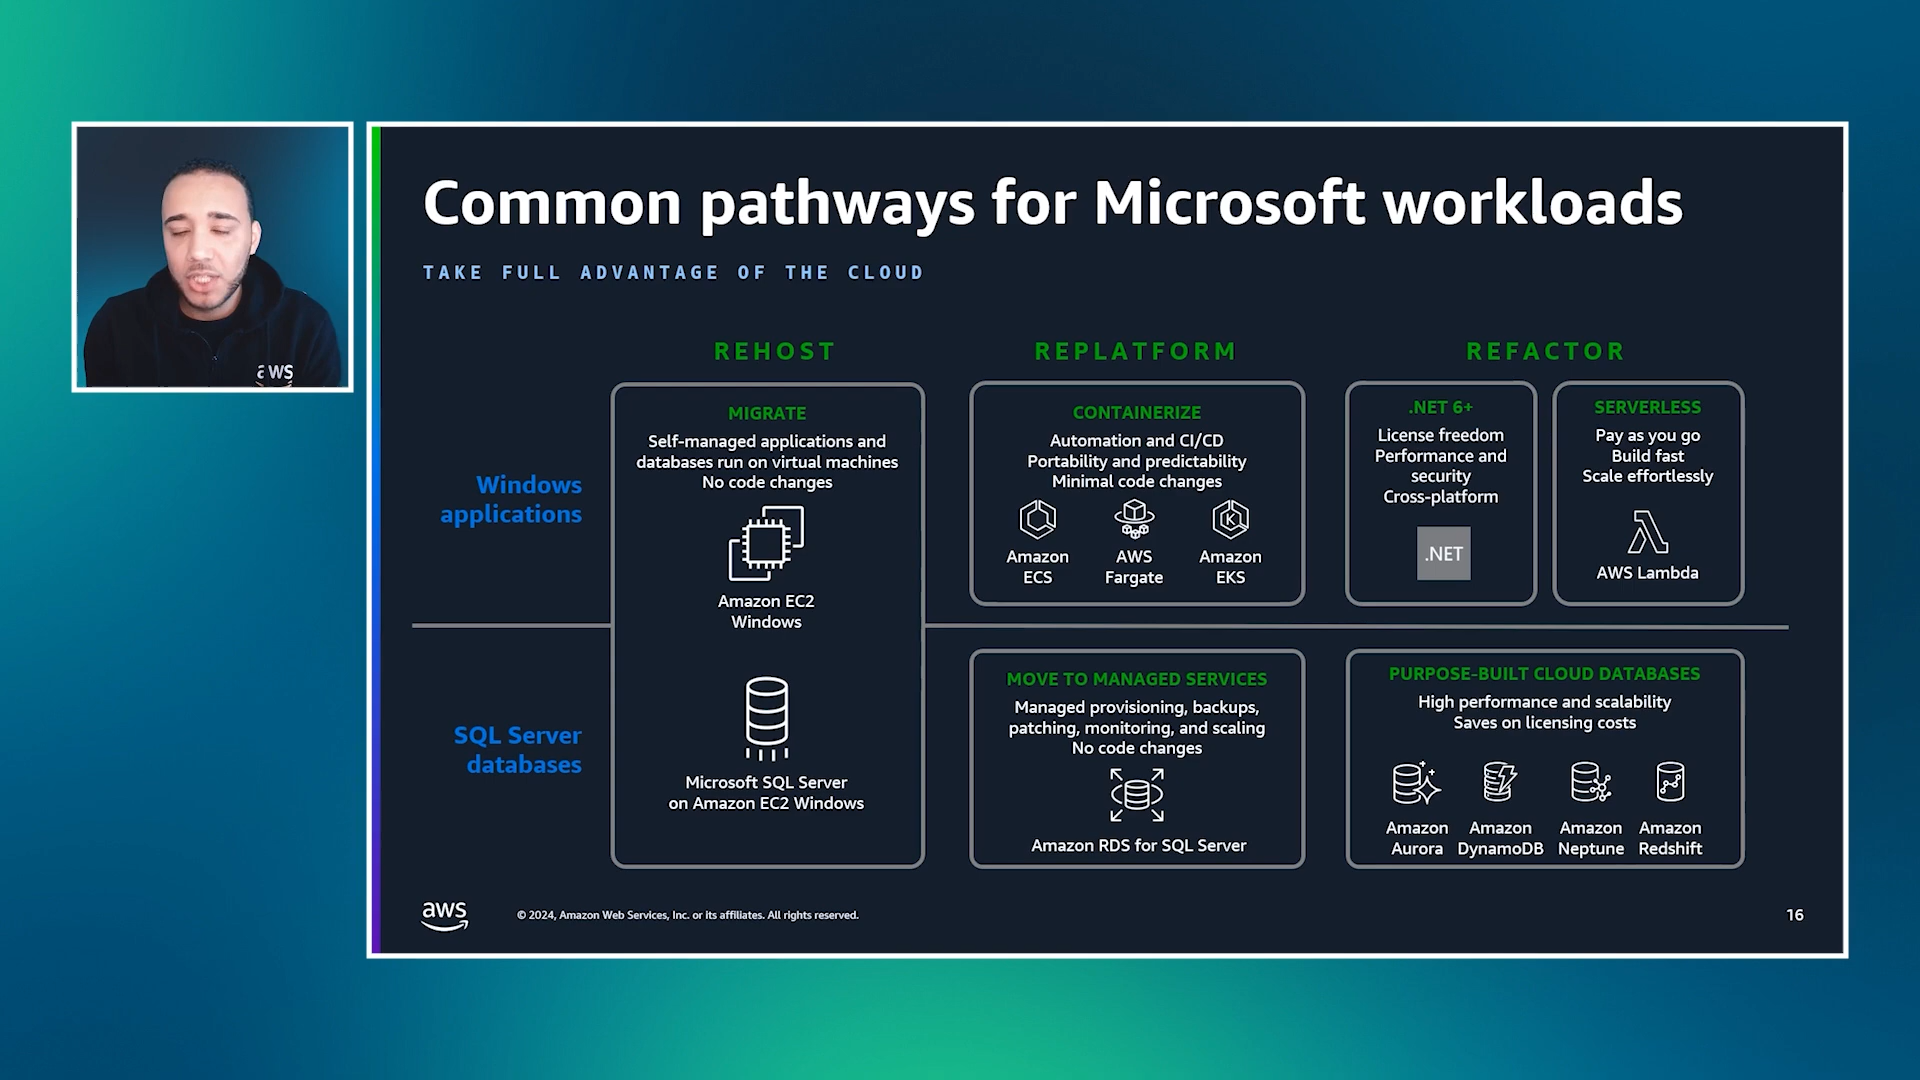 Common pathways for Microsoft workloads
TAKE FULL ADVANTAGE OF THE CLOUD
REHOST
REPLATFORM
REFACTOR
Windows
applications
MIGRATE
Self-managed applications and
databases run on virtual machines
No code changes
Amazon EC2
Windows
CONTAINERIZE
Automation and CI/CD
Portability and predictability
Minimal code changes
Amazon
ECS
AWS
Fargate
Amazon
EKS
.NET 6+
License freedom
Performance and
security
Cross-platform
.NET
SERVERLESS
Pay as you go
Build fast
Scale effortlessly
AWS Lambda
SQL Server
databases
Microsoft SQL Server
on Amazon EC2 Windows
MOVE TO MANAGED SERVICES
Managed provisioning, backups,
patching, monitoring, and scaling
No code changes
Amazon RDS for SQL Server
PURPOSE-BUILT CLOUD DATABASES
High performance and scalability
Saves on licensing costs
Amazon
Aurora
Amazon
DynamoDB
Amazon
Neptune
Amazon
Redshift
aws
© 2024, Amazon Web Services, Inc. or its affiliates. All rights reserved.
16
aws